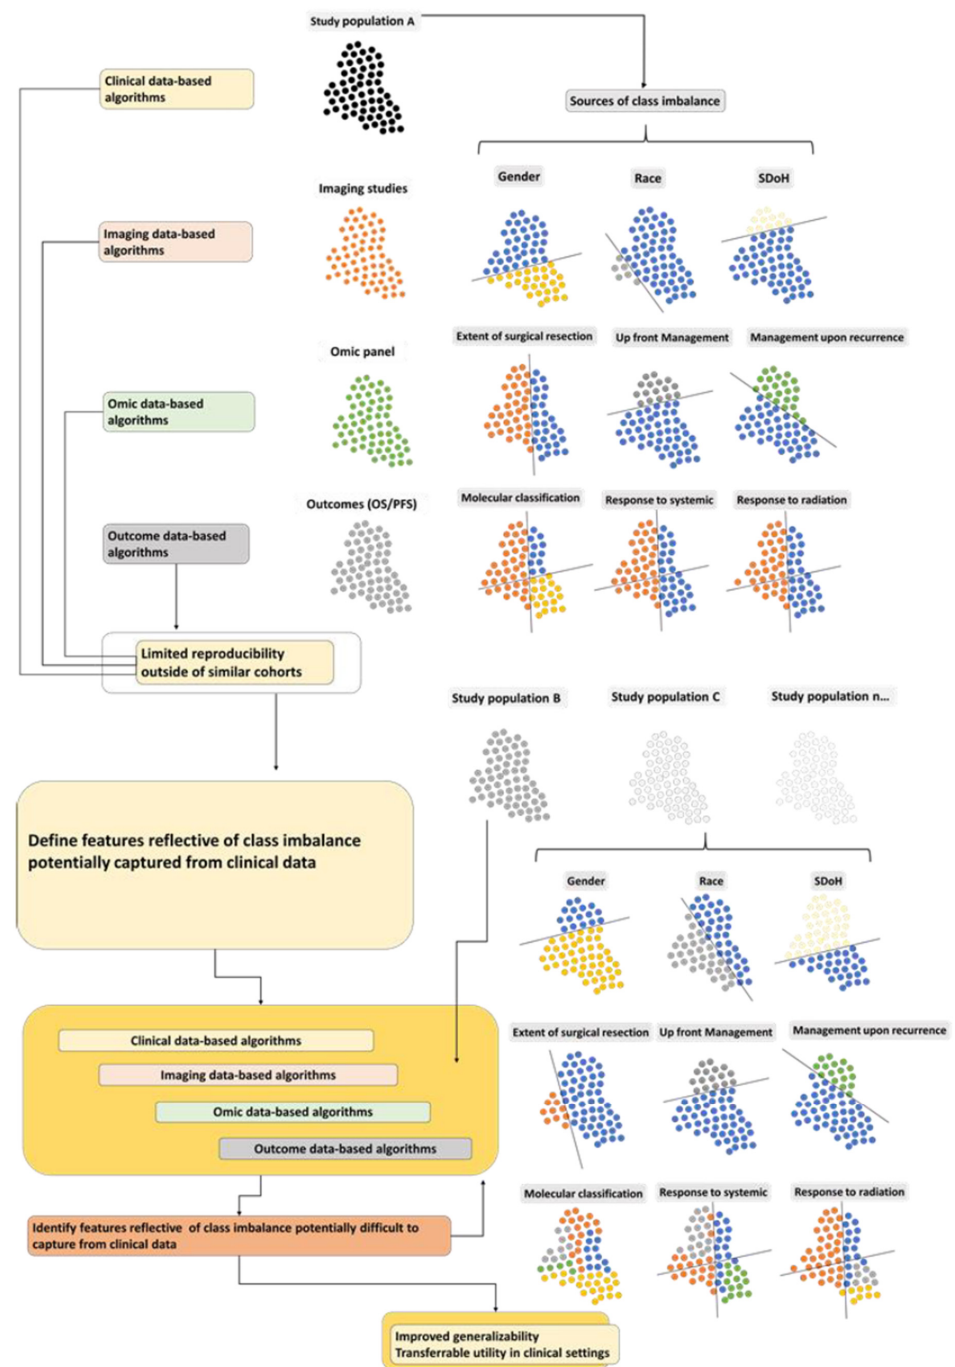 Study population A
Clinical data-based
algorithms
Sources of class imbalance
Gender
Race
SDoH
Imaging studies
Imaging data-based
algorithms
Extent of surgical resection
Up front Management
Management upon recurrence
Omic panel
Omic data-based
algorithms
Molecular classification
Response to systemic
Response to radiation
Outcomes (OS/PFS)
Outcome data-based
algorithms
Limited reproducibility
outside of similar cohorts
Study population B
Study population C
Study population n...
Define features reflective of class imbalance
potentially captured from clinical data
Gender
Race
SDoH
Extent of surgical resection
Up front Management
Management upon recurrence
Clinical data-based algorithms
Imaging data-based algorithms
Omic data-based algorithms
Outcome data-based algorithms
Molecular classification
Response to systemic
Response to radiation
Identify features reflective of class imbalance potentially difficult to
capture from clinical data
Improved generalizability
Transferrable utility in clinical settings